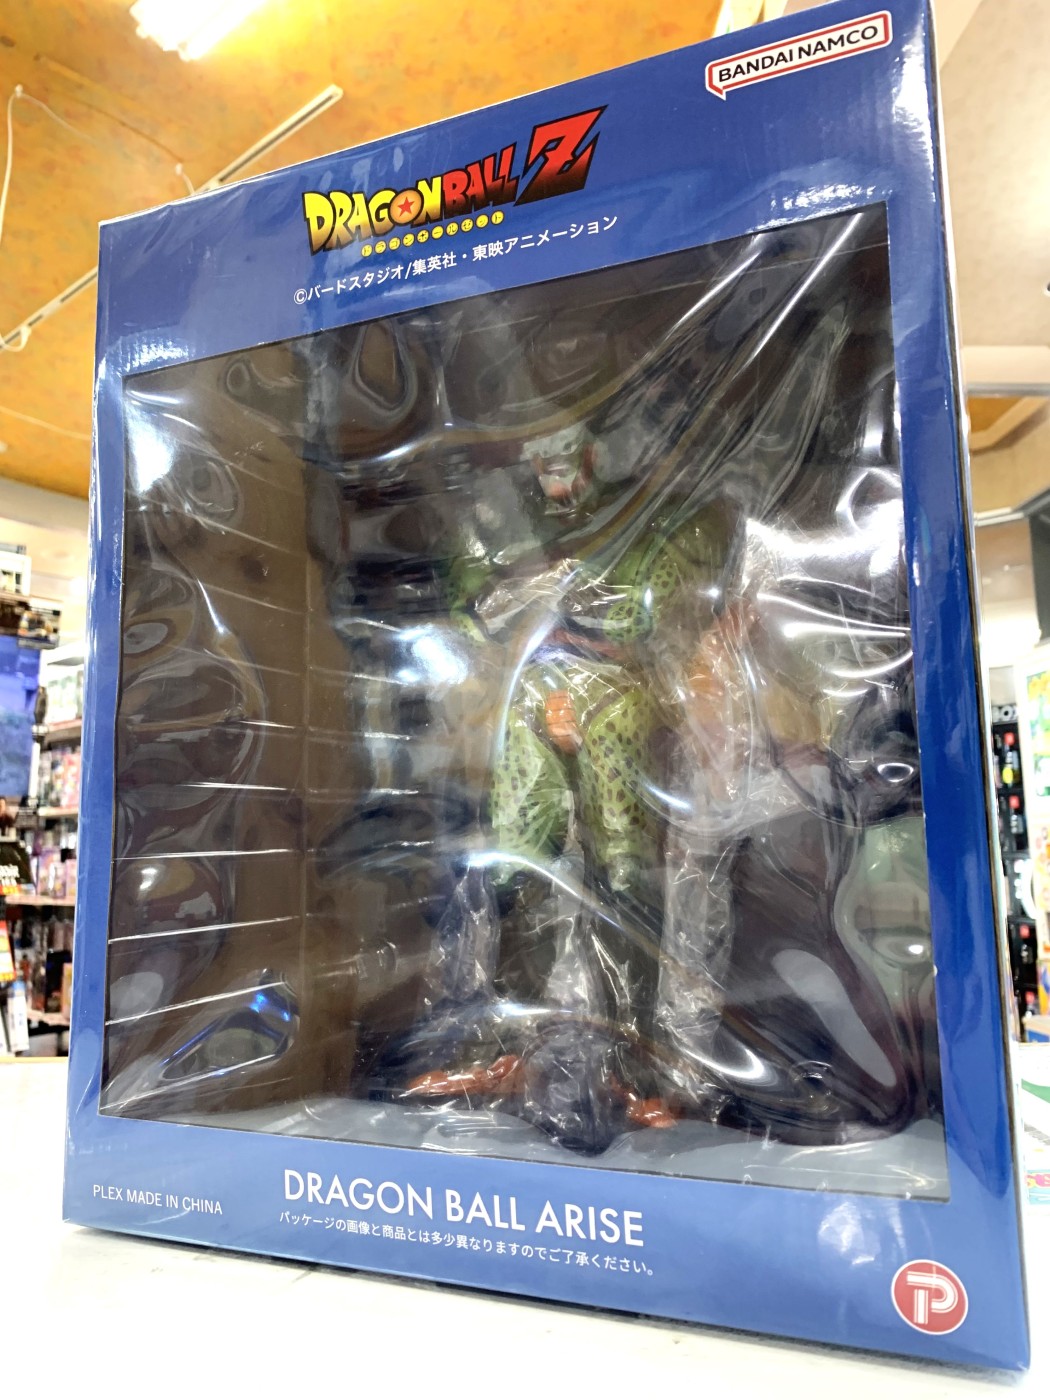 BANDAI NAMCO
DRAGONBALL Z
ドラゴンボールゼット
©バードスタジオ/集英社・東映アニメーション
PLEX MADE IN CHINA
DRAGON BALL ARISE
パッケージの画像と商品とは多少異なりますのでご了承ください。
P